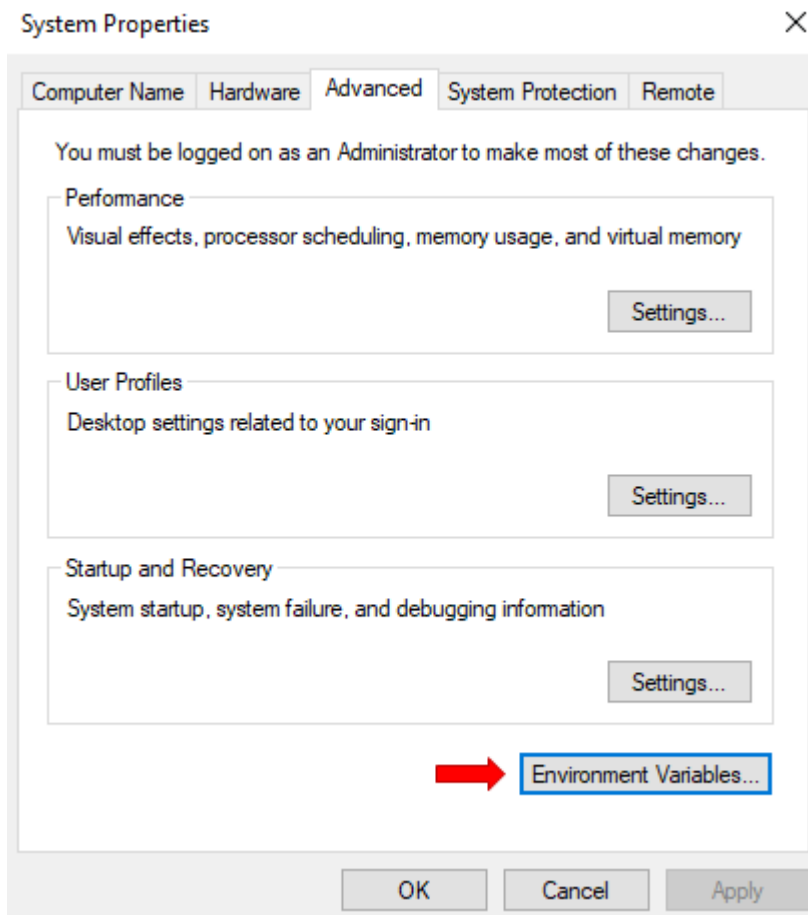 System Properties
Computer Name Hardware Advanced System Protection Remote
You must be logged on as an Administrator to make most of these changes.
Performance
Visual effects, processor scheduling, memory usage, and virtual memory
Settings...
User Profiles
Desktop settings related to your sign-in
Settings...
Startup and Recovery
System startup, system failure, and debugging information
Settings...
Environment Variables...
OK Cancel Apply